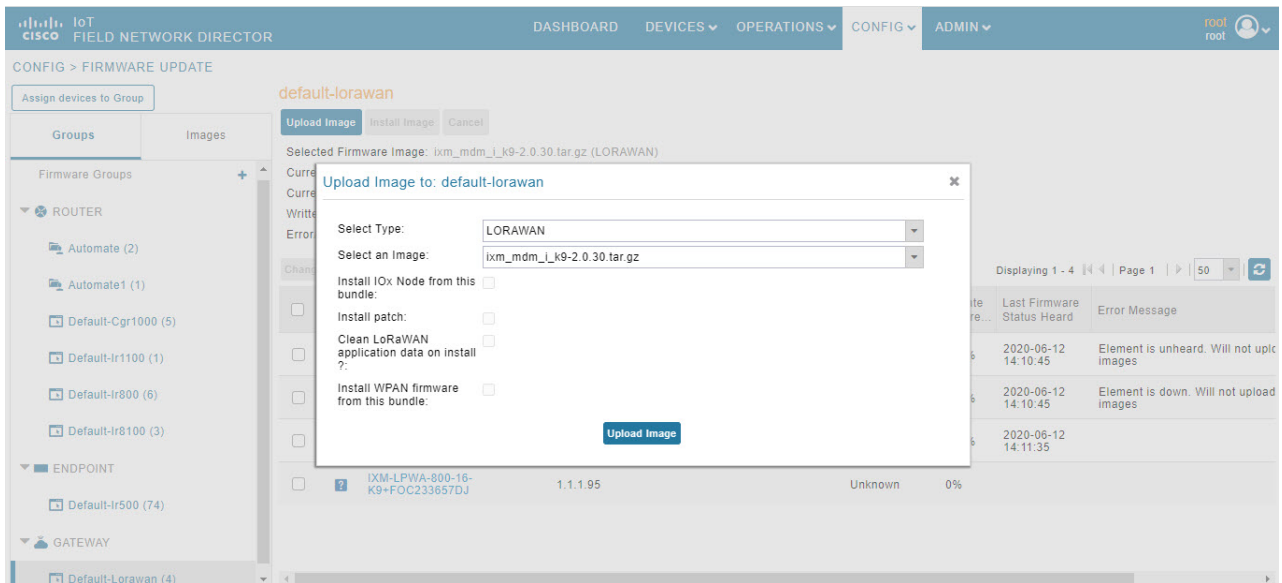 IoT
CISCO FIELD NETWORK DIRECTOR
DASHBOARD DEVICES OPERATIONS CONFIG ADMIN
root
root
CONFIG > FIRMWARE UPDATE
Assign devices to Group
Groups Images
Firmware Groups +
ROUTER
Automate (2)
Automate1 (1)
Default-Cgr1000 (5)
Default-Ir1100 (1)
Default-Ir800 (6)
Default-Ir8100 (3)
ENDPOINT
Default-Ir500 (74)
GATEWAY
Default-Lorawan (4)
default-lorawan
Upload Image Install Image Cancel
Selected Firmware Image: ixm_mdm_i_k9-2.0.30.tar.gz (LORAWAN)
Upload Image to: default-lorawan
Select Type: LORAWAN
Select an Image: ixm_mdm_i_k9-2.0.30.tar.gz
Install IOx Node from this
bundle:
Install patch:
Clean LoRaWAN
application data on install
?:
Install WPAN firmware
from this bundle:
Upload Image
Displaying 1 - 4 Page 1 50
Last Firmware
Status Heard
Error Message
2020-06-12
14:10:45
Element is unheard. Will not
images
2020-06-12
14:10:45
Element is down. Will not upload
images
2020-06-12
14:11:35
IXM-LPWA-800-16-
K9+FOC233657DJ
1.1.1.95 Unknown 0%